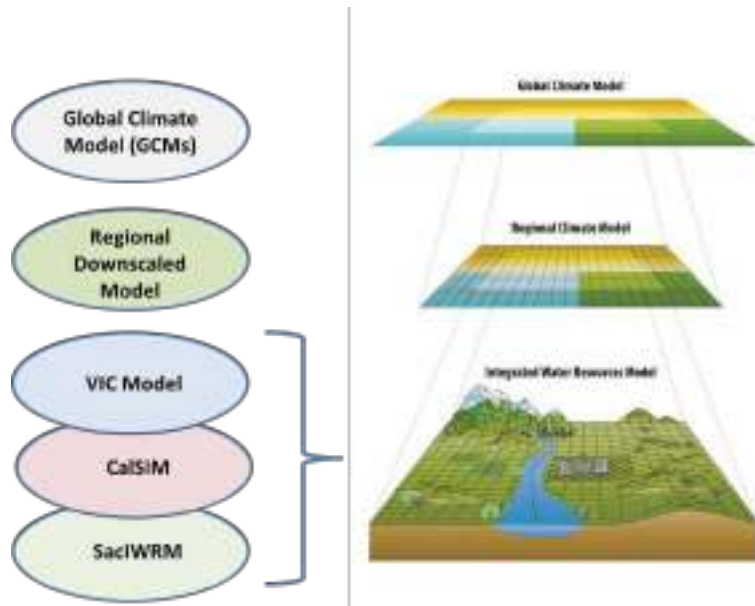 Global Climate
Model (GCMs)
Regional
Downscaled
Model
VIC Model
CalSIM
SacIWRM
Global Climate Model
Regional Climate Model
Integrated Water Resources Model